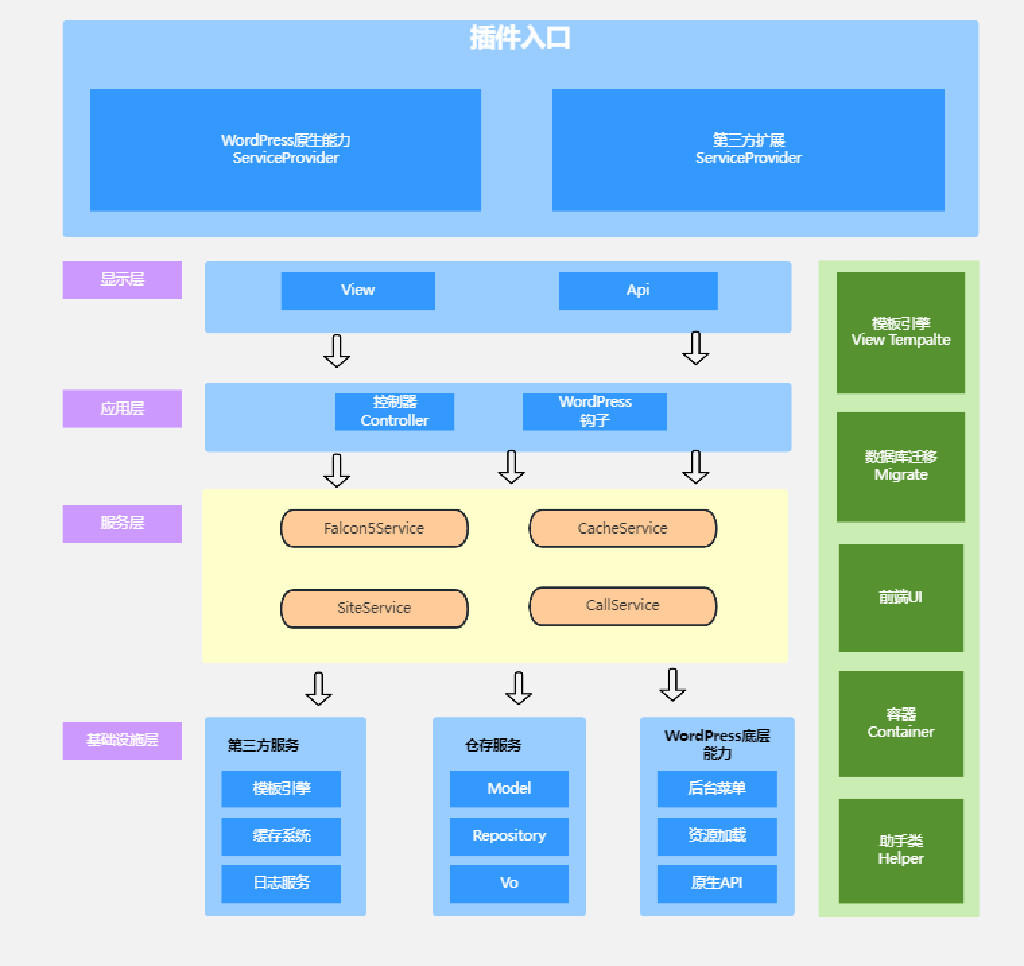 插件入口
WordPress原生能力
ServiceProvider
第三方扩展
ServiceProvider
显示层
View
Api
应用层
控制器
Controller
WordPress
钩子
服务层
Falcon5Service
CacheService
SiteService
CallService
基础设施层
第三方服务
模板引擎
缓存系统
日志服务
仓存服务
Model
Repository
Vo
WordPress底层
能力
后台菜单
资源加载
原生API
模板引擎
View Tempalte
数据库迁移
Migrate
前端UI
容器
Container
助手类
Helper